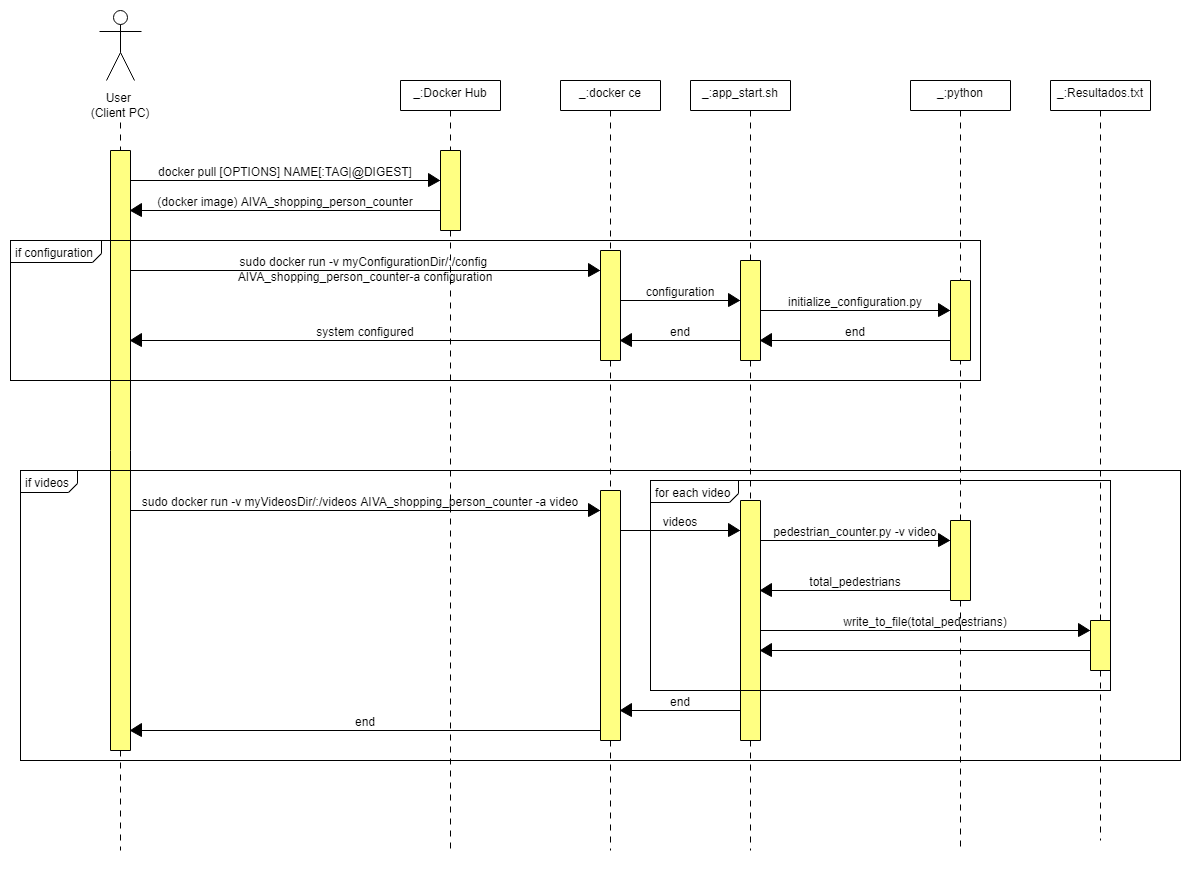 User
(Client PC)
_:Docker Hub
_:docker ce
_:app_start.sh
_:python
_:Resultados.txt
docker pull [OPTIONS] NAME[:TAG|@DIGEST]
(docker image) AIVA_shopping_person_counter
if configuration
sudo docker run -v myConfigurationDir/:/config
AIVA_shopping_person_counter-a configuration
configuration
initialize_configuration.py
system configured
end
end
if videos
for each video
sudo docker run -v myVideosDir/:/videos AIVA_shopping_person_counter -a video
videos
pedestrian_counter.py -v video
total_pedestrians
write_to_file(total_pedestrians)
end
end